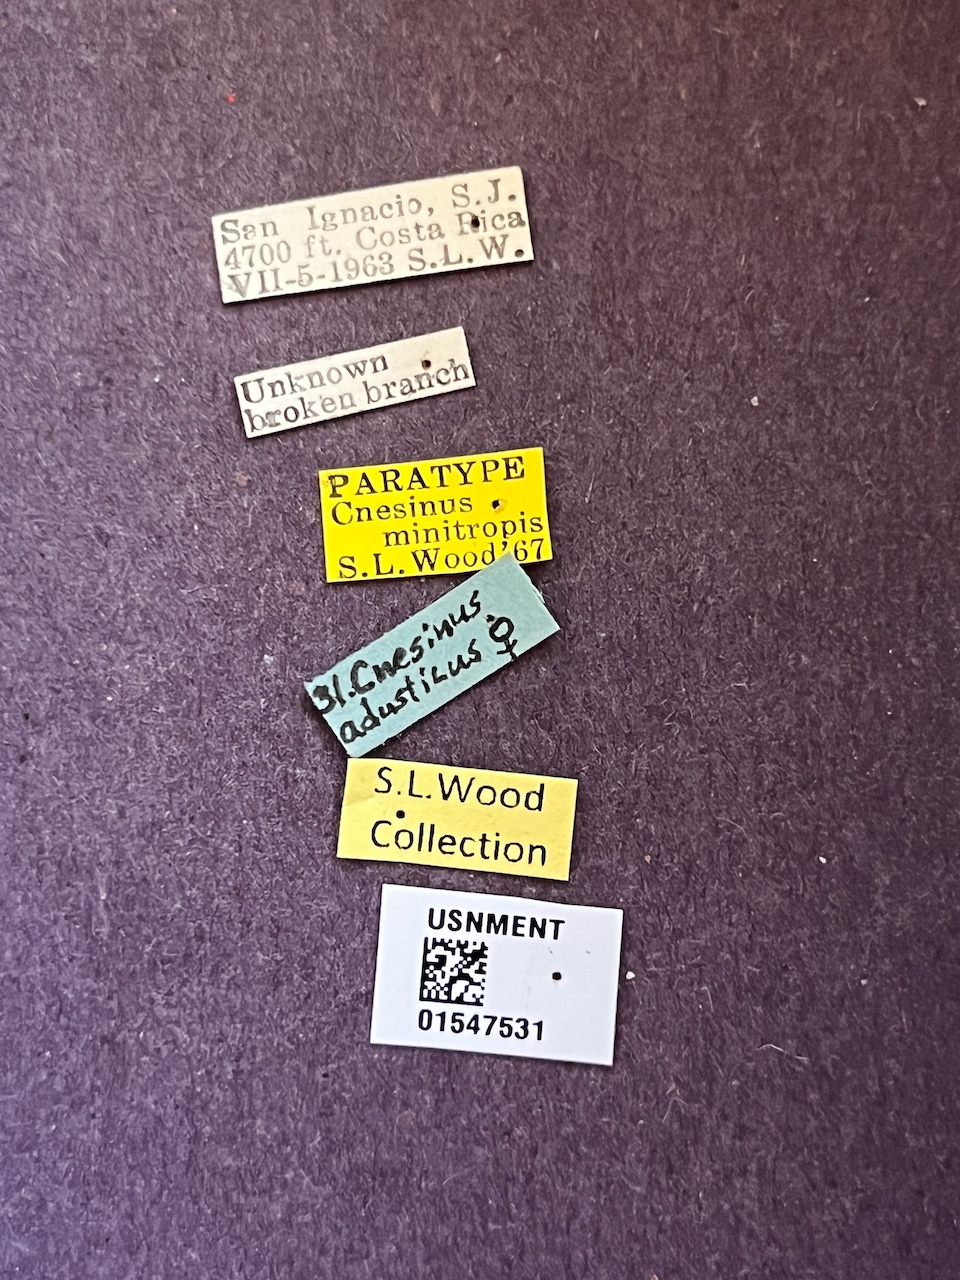 San Ignacio, S.J.
4700 ft. Costa Rica
VII-5-1963 S.L.W.
Unknown
broken branch
PARATYPE
Cnesinus
minitropis
S.L.Wood'67
31.Cnesinus
adusticus ♀
S.L.Wood
Collection
USNMENT
01547531